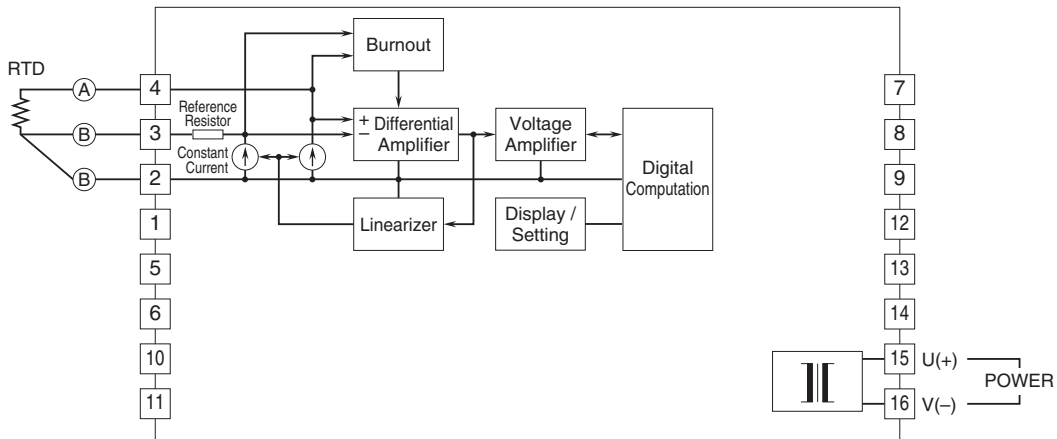 RTD
A
B
B
4
3
2
1
5
6
10
11
Reference
Resistor
Constant
Current
Burnout
+
−
Differential
Amplifier
Linearizer
Voltage
Amplifier
Display /
Setting
Digital
Computation
7
8
9
12
13
14
15
16
U(+)
V(–)
POWER